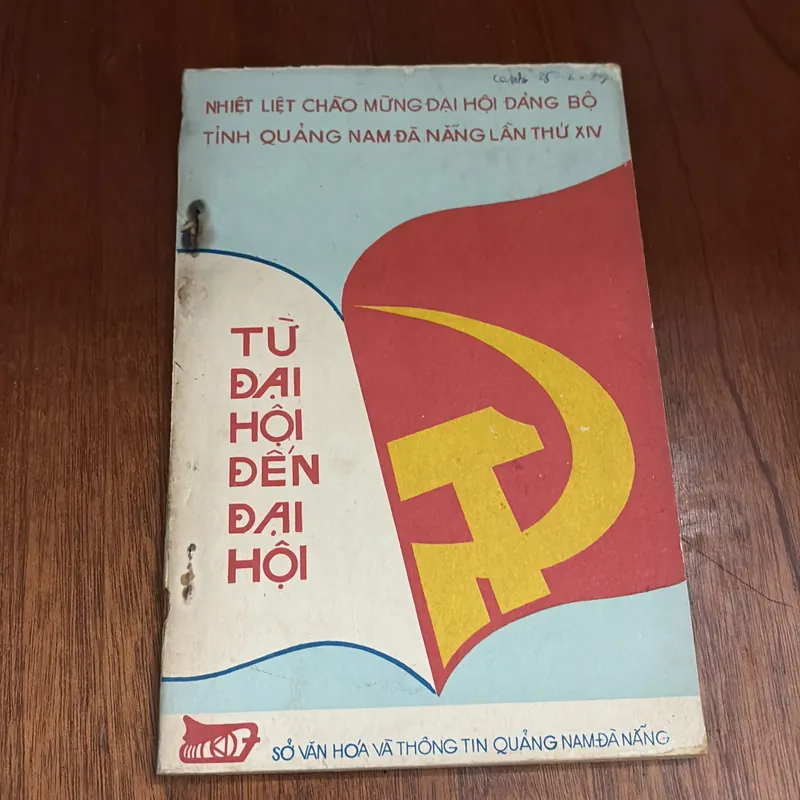 NHIỆT LIỆT CHÀO MỪNG ĐẠI HỘI ĐẢNG BỘ
TỈNH QUẢNG NAM ĐÀ NẴNG LẦN THỨ XIV
TỪ
ĐẠI
HỘI
ĐẾN
ĐẠI
HỘI
SỞ VĂN HÓA VÀ THÔNG TIN QUẢNG NAM-ĐÀ NẴNG